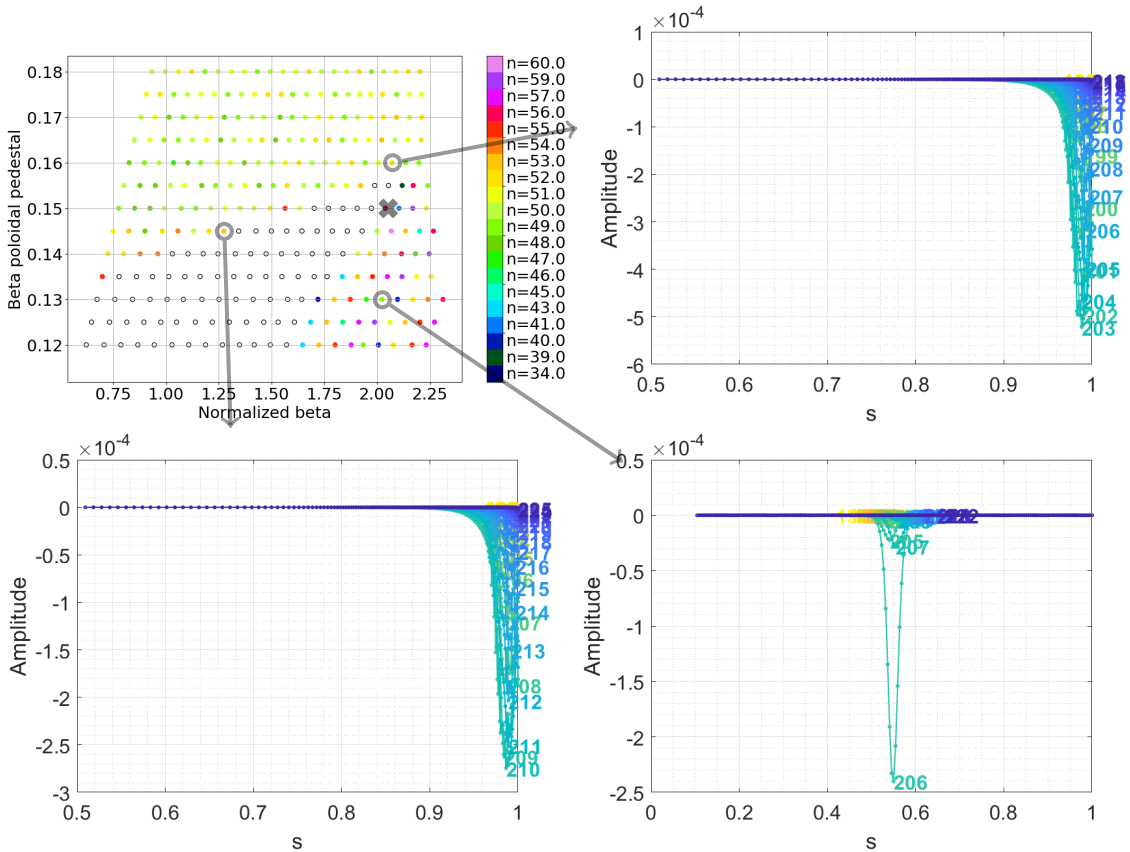 Beta poloidal pedestal
0.18
0.17
0.16
0.15
0.14
0.13
0.12
0.75 1.00 1.25 1.50 1.75 2.00 2.25
Normalized beta
n=60.0
n=59.0
n=57.0
n=56.0
n=55.0
n=54.0
n=53.0
n=52.0
n=51.0
n=50.0
n=49.0
n=48.0
n=47.0
n=46.0
n=45.0
n=43.0
n=41.0
n=40.0
n=39.0
n=34.0
×10⁻⁴
Amplitude
1
0
-1
-2
-3
-4
-5
-6
210
209
208
207
206
205
204
202
203
0.5 0.6 0.7 0.8 0.9 1
s
×10⁻⁴
Amplitude
0.5
0
-0.5
-1
-1.5
-2
-2.5
-3
217
216
215
214
213
212
211
209
210
0.5 0.6 0.7 0.8 0.9 1
s
×10⁻⁴
Amplitude
0.5
0
-0.5
-1
-1.5
-2
-2.5
205
207
206
0 0.2 0.4 0.6 0.8 1
s